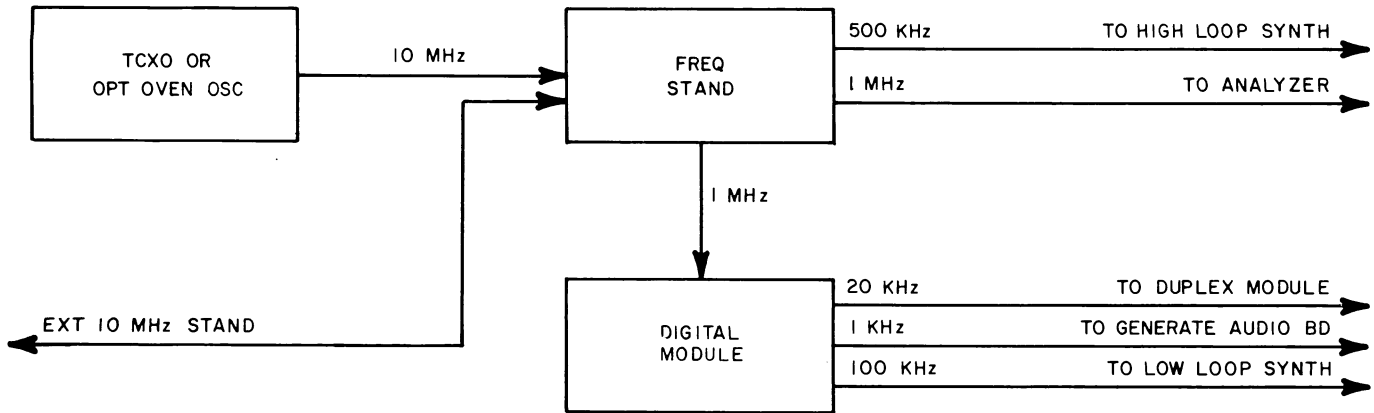 TCXO OR
OPT OVEN OSC
10 MHz
FREQ
STAND
500 KHz
TO HIGH LOOP SYNTH
1 MHz
TO ANALYZER
1 MHz
EXT 10 MHz STAND
DIGITAL
MODULE
20 KHz
TO DUPLEX MODULE
1 KHz
TO GENERATE AUDIO BD
100 KHz
TO LOW LOOP SYNTH